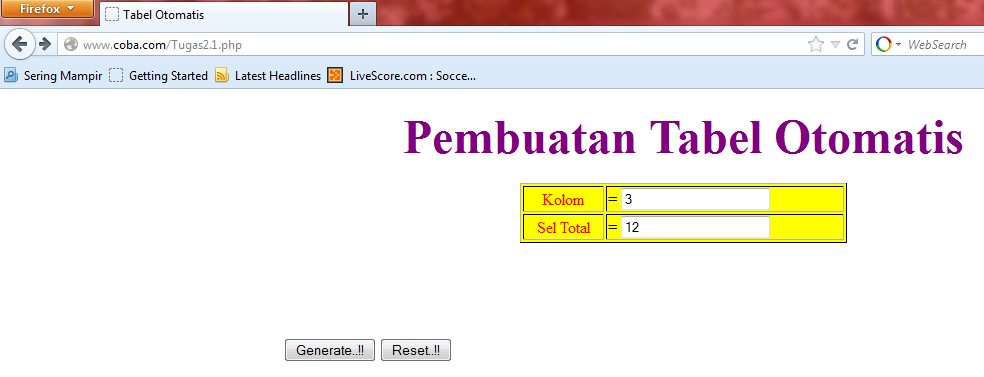 Firefox
Tabel Otomatis
www.coba.com/Tugas2.1.php
WebSearch
Sering Mampir Getting Started Latest Headlines LiveScore.com : Socce...
Pembuatan Tabel Otomatis
Kolom = 3
Sel Total = 12
Generate..!! Reset..!!